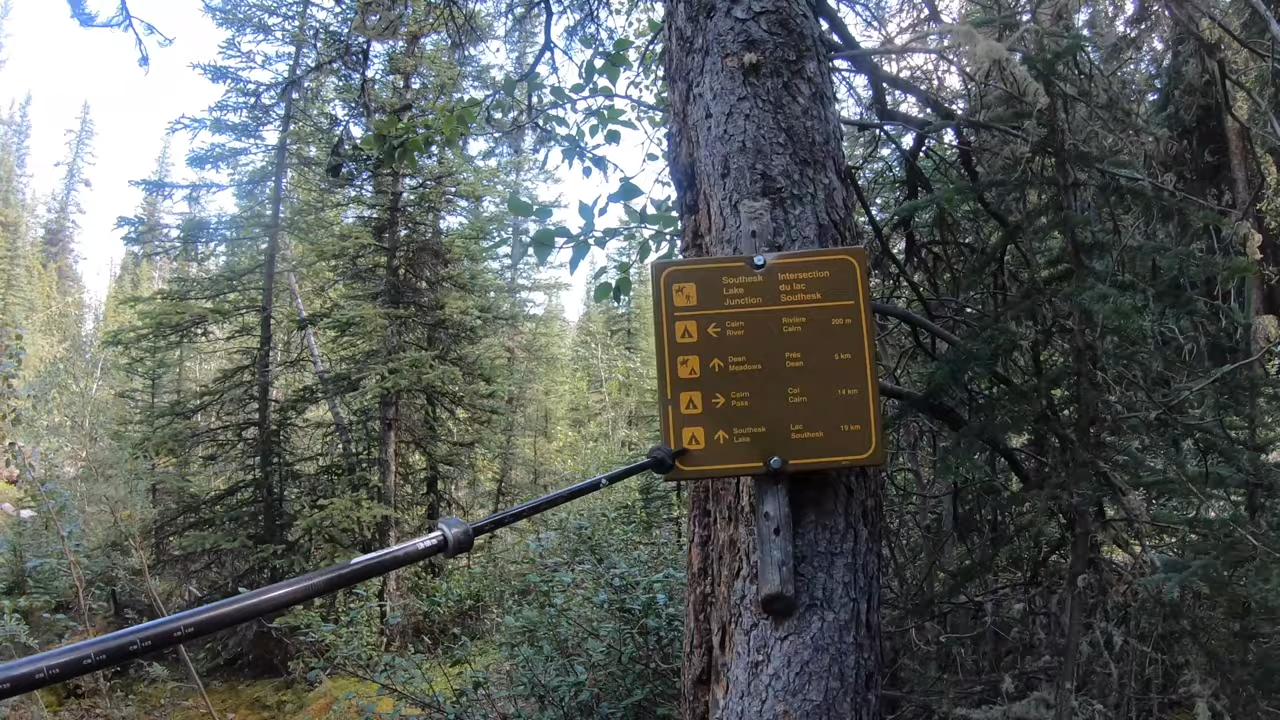 Southesk
Lake
Junction
Intersection
du lac
Southesk
Cairn
River
Rivière
Cairn
200 m
Dean
Meadows
Prés
Dean
5 km
Cairn
Pass
Col
Cairn
14 km
Southesk
Lake
Lac
Southesk
19 km